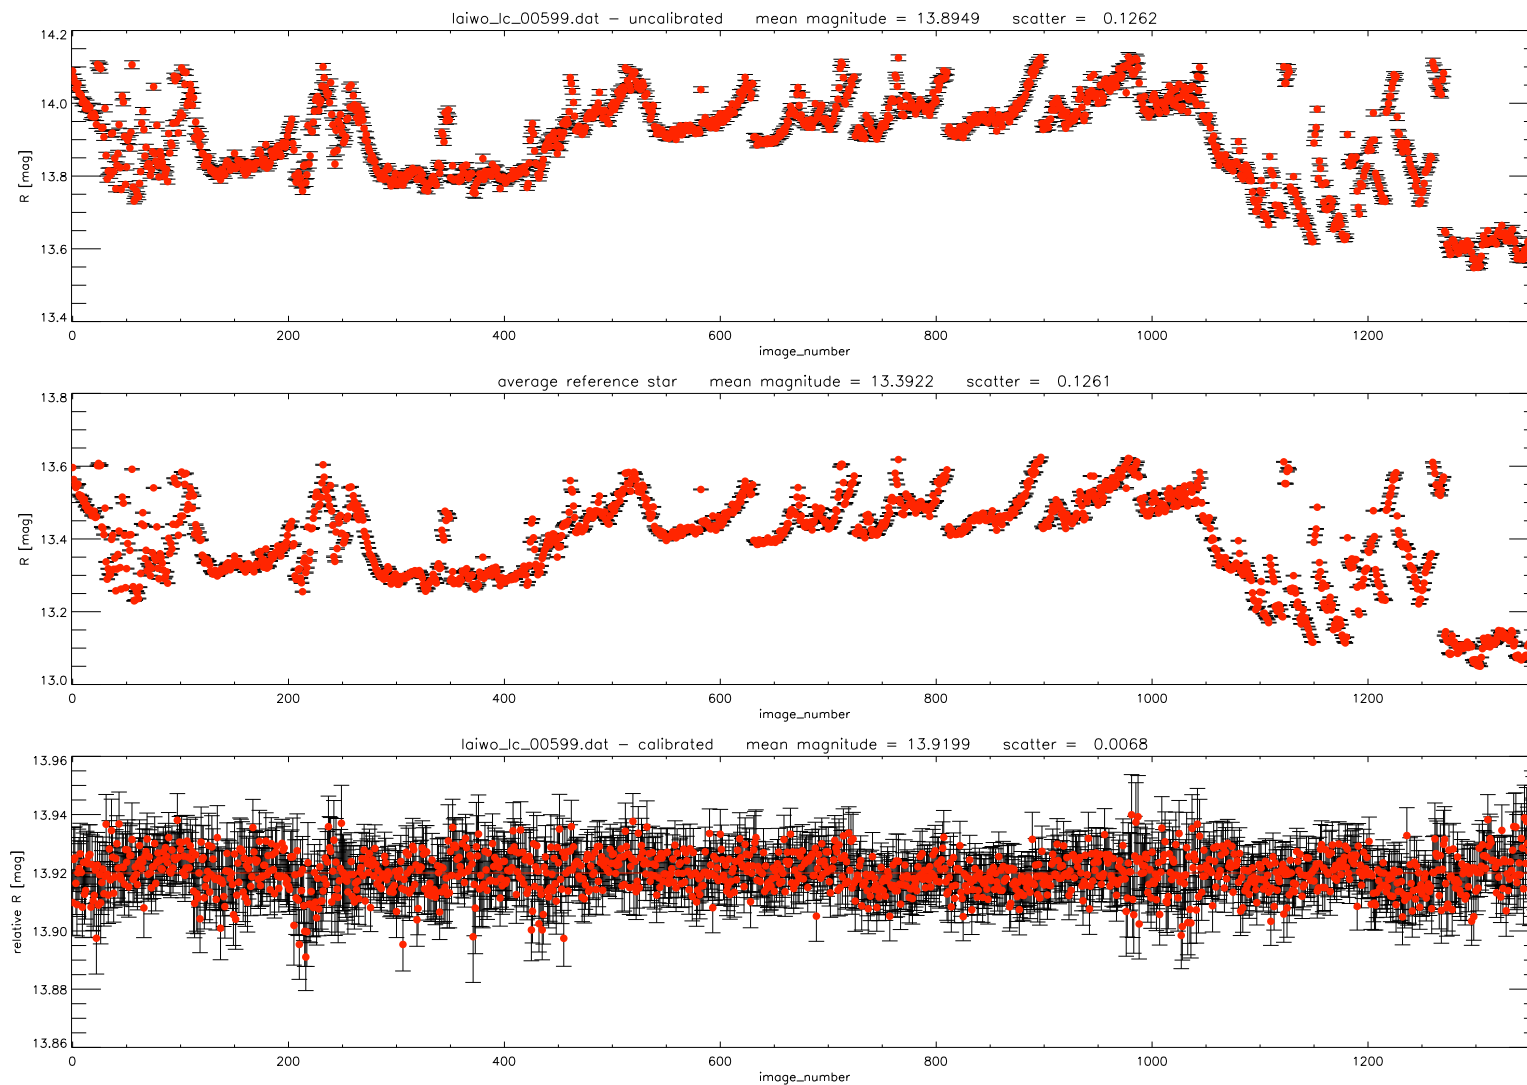 laiwo_lc_00599.dat − uncalibrated mean magnitude = 13.8949 scatter = 0.1262
14.2
14.0
13.8
13.6
13.4
R [mag]
0 200 400 600 800 1000 1200
image_number
average reference star mean magnitude = 13.3922 scatter = 0.1261
13.8
13.6
13.4
13.2
13.0
R [mag]
0 200 400 600 800 1000 1200
image_number
laiwo_lc_00599.dat − calibrated mean magnitude = 13.9199 scatter = 0.0068
13.96
13.94
13.92
13.90
13.88
13.86
relative R [mag]
0 200 400 600 800 1000 1200
image_number